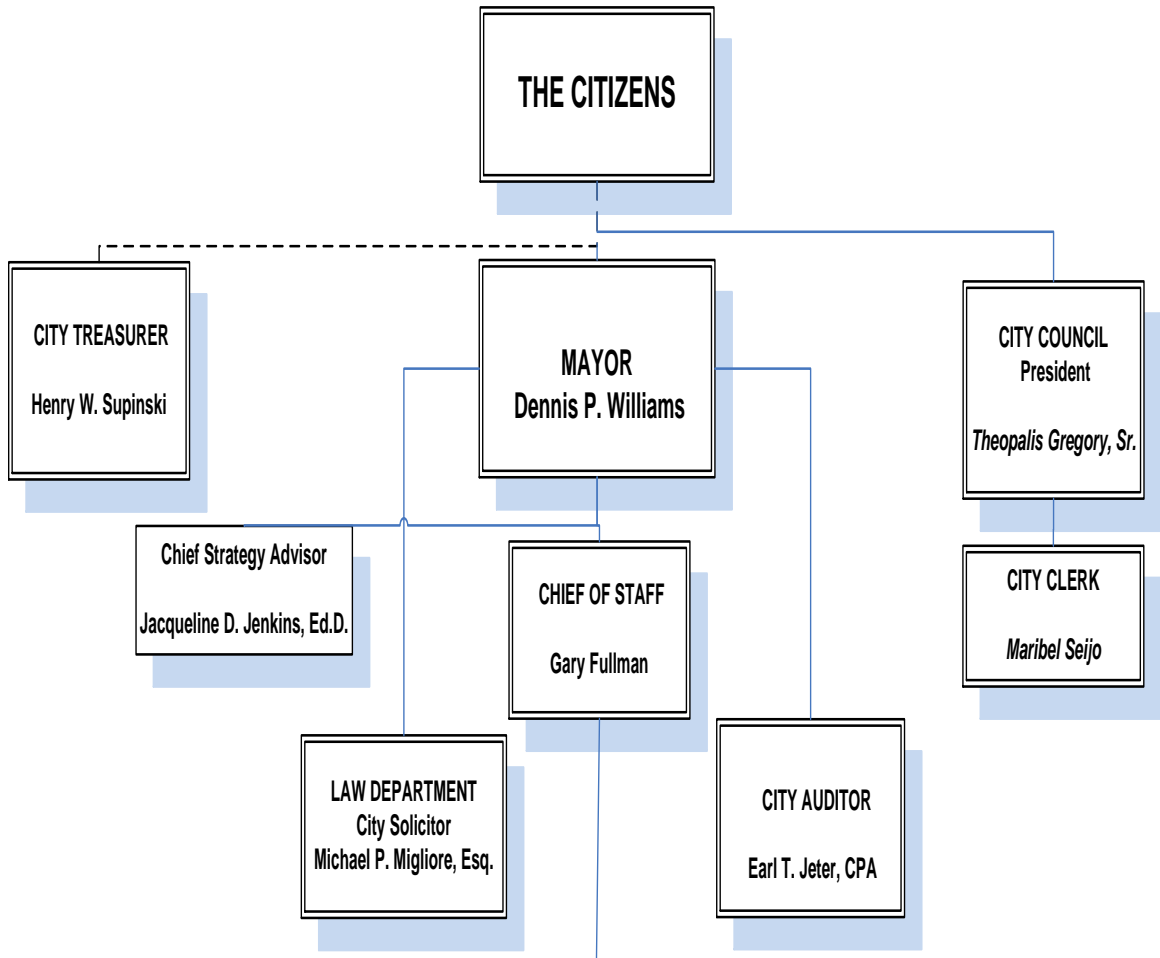 THE CITIZENS
CITY TREASURER
Henry W. Supinski
MAYOR
Dennis P. Williams
CITY COUNCIL
President
Theopalis Gregory, Sr.
Chief Strategy Advisor
Jacqueline D. Jenkins, Ed.D.
CHIEF OF STAFF
Gary Fullman
CITY CLERK
Maribel Seijo
LAW DEPARTMENT
City Solicitor
Michael P. Migliore, Esq.
CITY AUDITOR
Earl T. Jeter, CPA